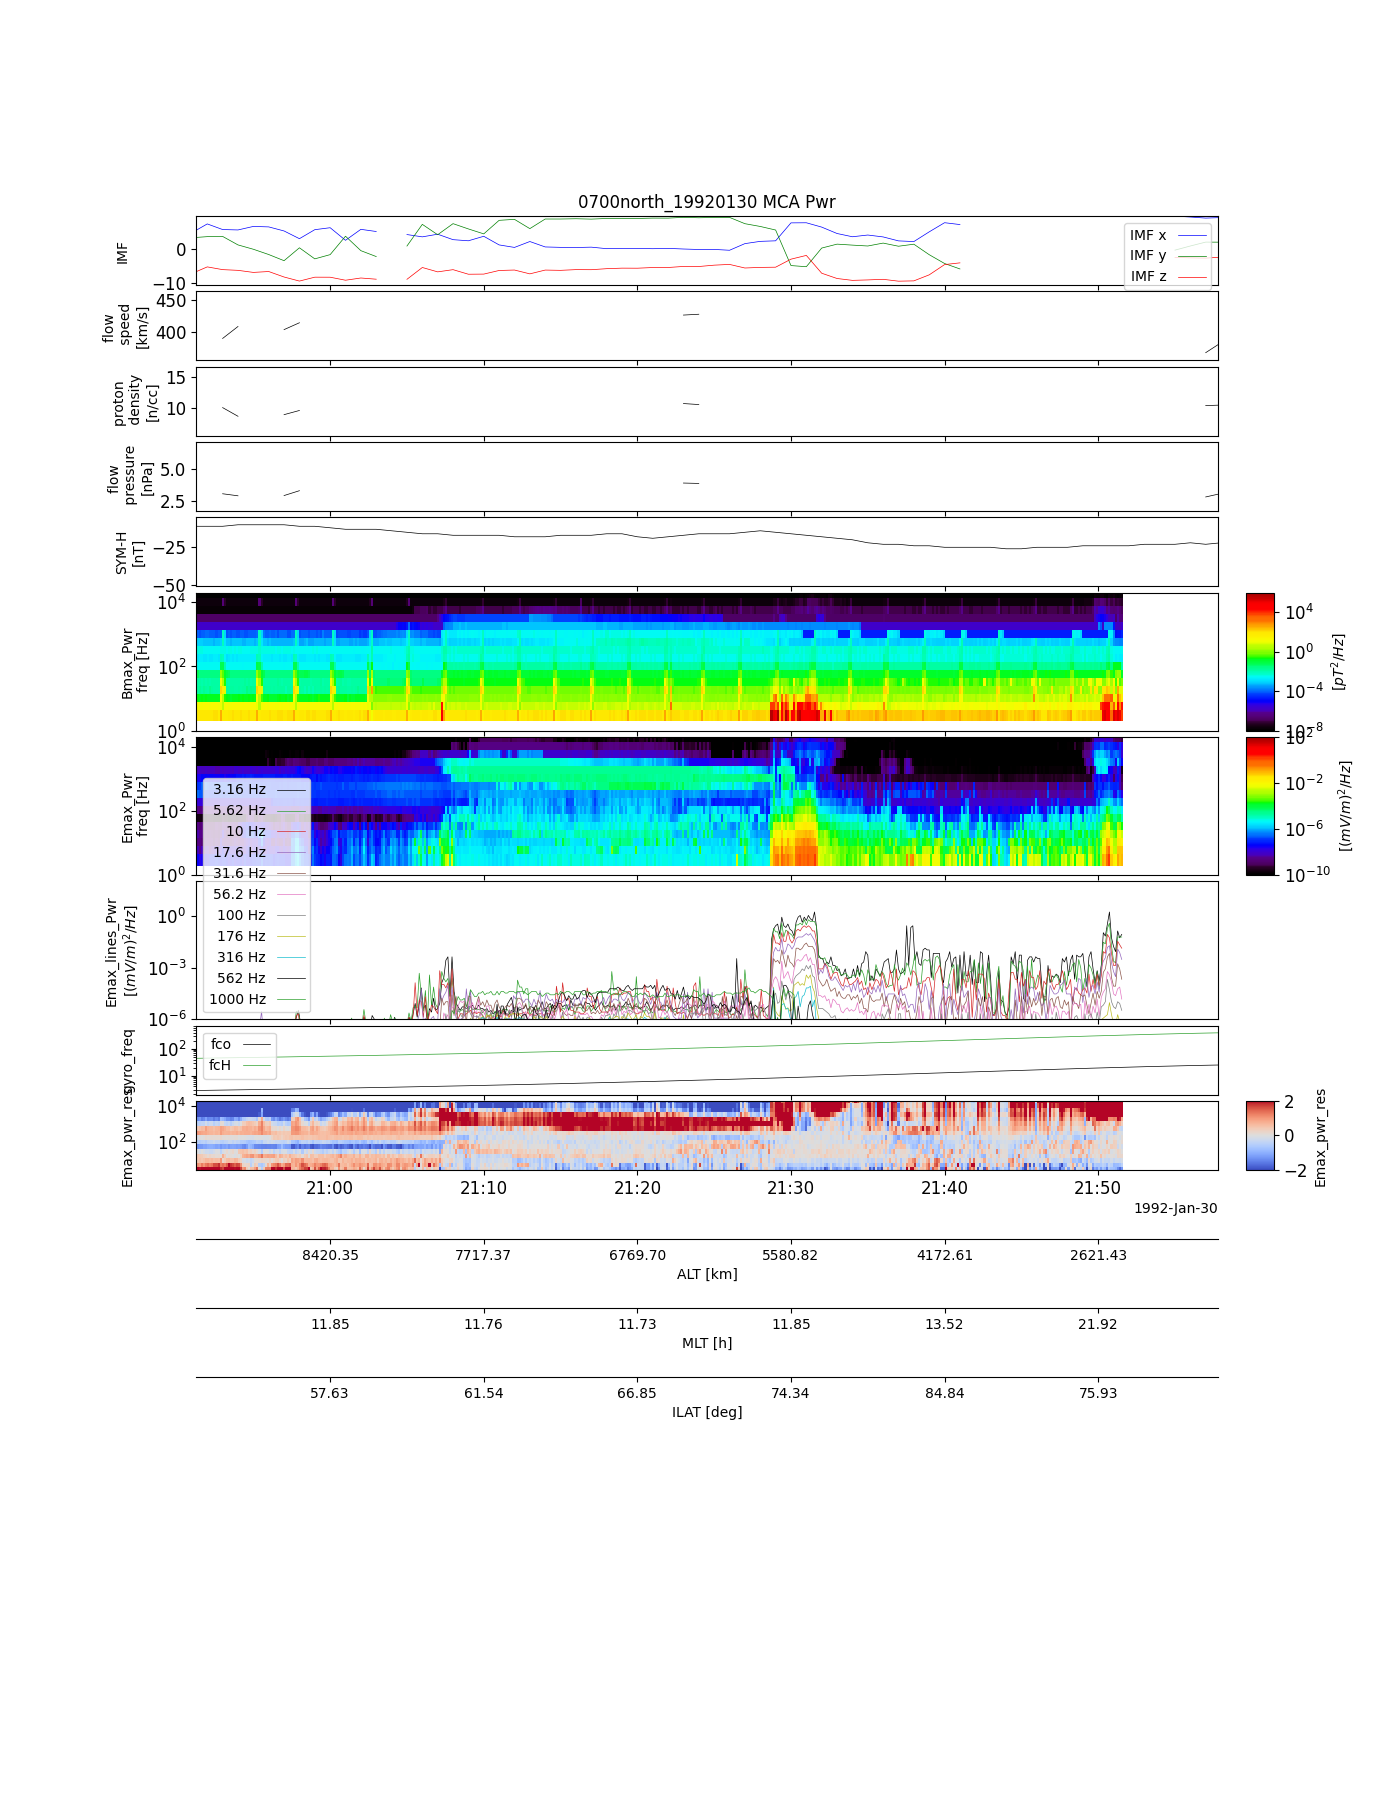 0700north_19920130 MCA Pwr
IMF
0
−10
IMF x
IMF y
IMF z
flow
speed
[km/s]
450
400
proton
density
[n/cc]
15
10
flow
pressure
[nPa]
5.0
2.5
SYM-H
[nT]
−25
−50
Bmax_Pwr
freq [Hz]
10^4
10^2
10^0
10^4
10^0
10^−4
10^−8
[pT^2/Hz]
Emax_Pwr
freq [Hz]
10^4
10^2
10^0
10^2
10^−2
10^−6
10^−10
[(mV/m)^2/Hz]
3.16 Hz
5.62 Hz
10 Hz
17.6 Hz
31.6 Hz
56.2 Hz
100 Hz
176 Hz
316 Hz
562 Hz
1000 Hz
Emax_lines_Pwr
[(mV/m)^2/Hz]
10^0
10^−3
10^−6
gyro_freq
10^2
10^1
fco
fcH
Emax_pwr_res
10^4
10^2
2
0
−2
Emax_pwr_res
21:00 21:10 21:20 21:30 21:40 21:50
1992-Jan-30
8420.35 7717.37 6769.70 5580.82 4172.61 2621.43
ALT [km]
11.85 11.76 11.73 11.85 13.52 21.92
MLT [h]
57.63 61.54 66.85 74.34 84.84 75.93
ILAT [deg]